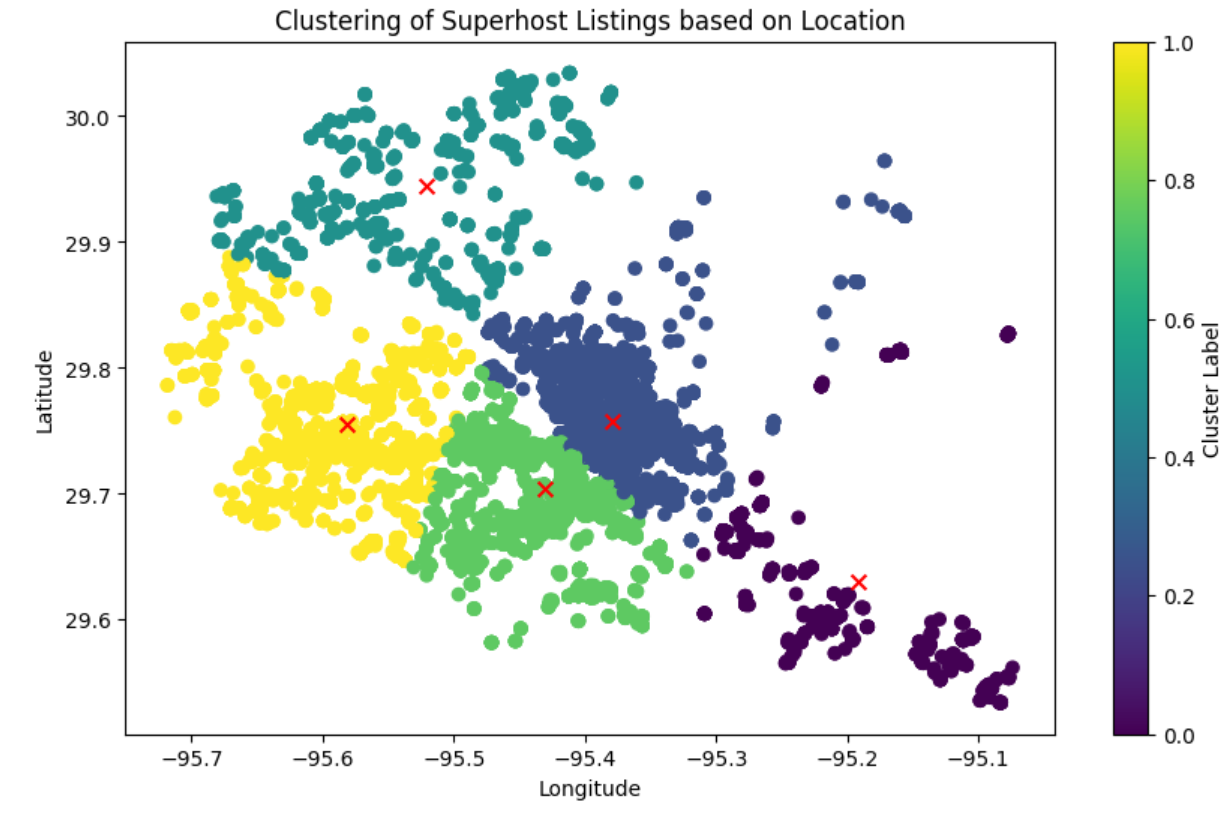 Clustering of Superhost Listings based on Location
30.0
29.9
29.8
29.7
29.6
Latitude
−95.7 −95.6 −95.5 −95.4 −95.3 −95.2 −95.1
Longitude
1.0
0.8
0.6
0.4
0.2
0.0
Cluster Label